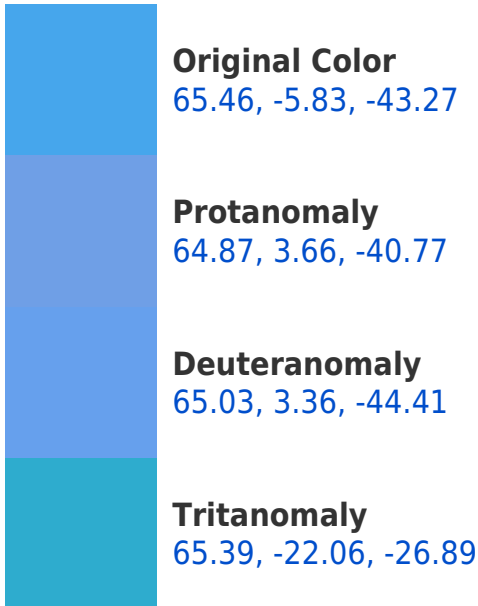 Original Color
65.46, -5.83, -43.27
Protanomaly
64.87, 3.66, -40.77
Deuteranomaly
65.03, 3.36, -44.41
Tritanomaly
65.39, -22.06, -26.89